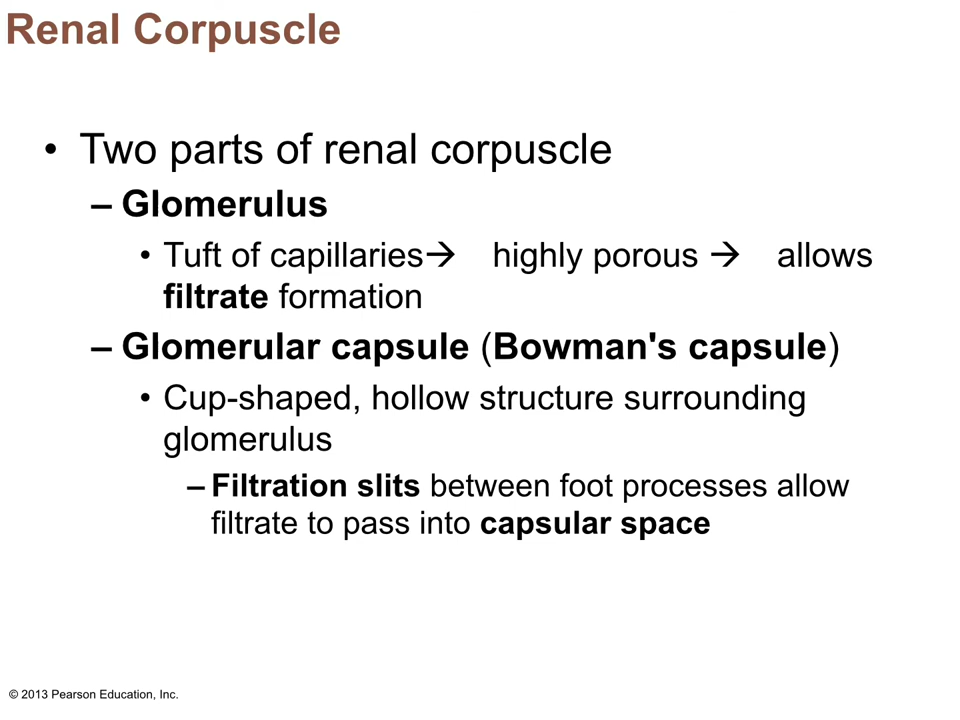 Renal Corpuscle
• Two parts of renal corpuscle
– Glomerulus
• Tuft of capillaries→ highly porous → allows
filtrate formation
– Glomerular capsule (Bowman's capsule)
• Cup-shaped, hollow structure surrounding
glomerulus
– Filtration slits between foot processes allow
filtrate to pass into capsular space
© 2013 Pearson Education, Inc.